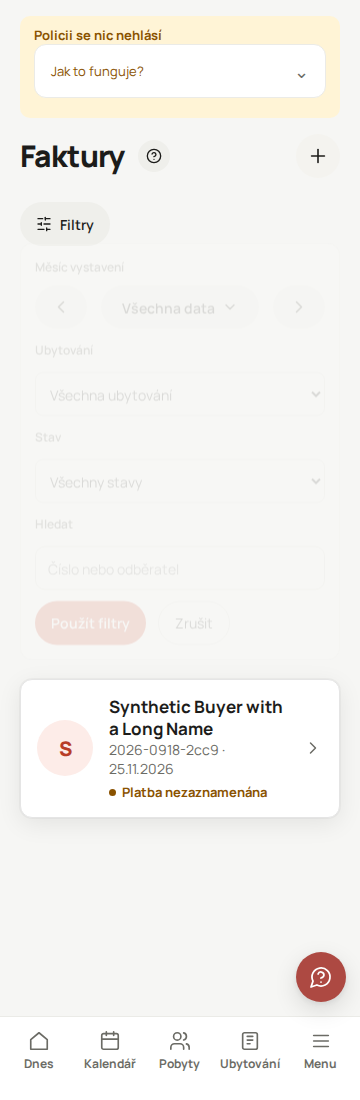 Policii se nic nehlásí
Jak to funguje?
Faktury
Filtry
Měsíc vystavení
Všechna data
Ubytování
Všechna ubytování
Stav
Všechny stavy
Hledat
Číslo nebo odběratel
Použít filtry
Zrušit
S
Synthetic Buyer with
a Long Name
2026-0918-2cc9 ·
25.11.2026
Platba nezaznamenána
Dnes
Kalendář
Pobyty
Ubytování
Menu